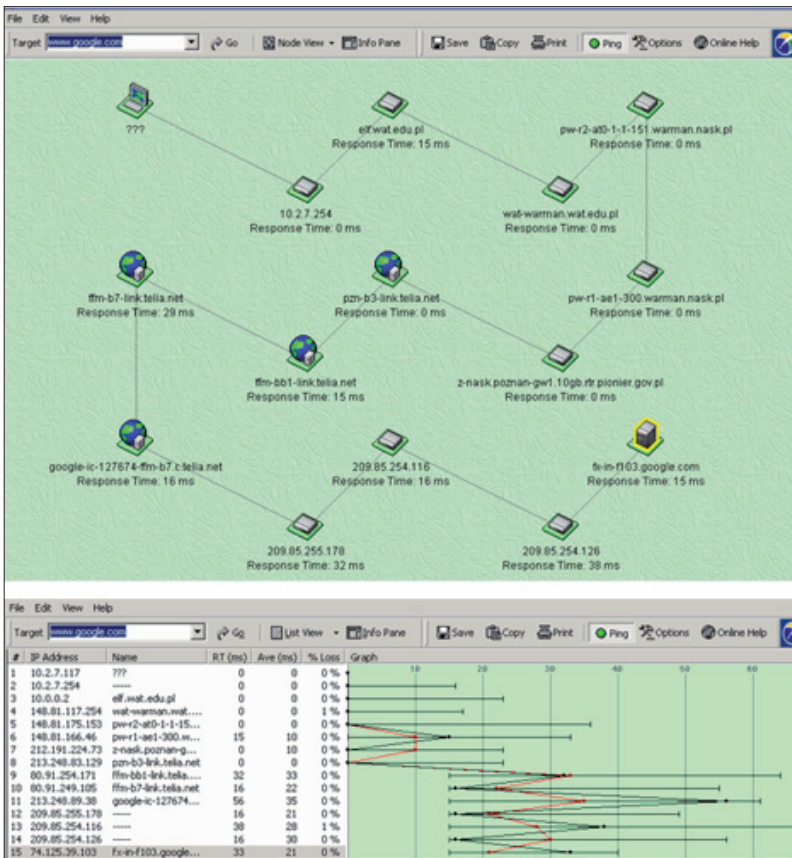 File Edit View Help
Target www.google.com Go Node View Info Pane Save Copy Print Ping Options Online Help
???
elf.wat.edu.pl
Response Time: 15 ms
pw-r2-at0-1-1-151.warman.nask.pl
Response Time: 0 ms
10.2.7.254
Response Time: 0 ms
wat-warman.wat.edu.pl
Response Time: 0 ms
ffm-b7-link.telia.net
Response Time: 29 ms
pzn-b3-link.telia.net
Response Time: 0 ms
pw-r1-ae1-300.warman.nask.pl
Response Time: 0 ms
ffm-bb1-link.telia.net
Response Time: 15 ms
z-nask.poznan-gw1.10gb.rtr.pionier.gov.pl
Response Time: 0 ms
google-ic-127674-ffm-b7.c.telia.net
Response Time: 16 ms
209.85.254.116
Response Time: 16 ms
fx-in-f103.google.com
Response Time: 15 ms
209.85.255.178
Response Time: 32 ms
209.85.254.126
Response Time: 38 ms
File Edit View Help
Target www.google.com Go List View Info Pane Save Copy Print Ping Options Online Help
# IP Address Name RT (ms) Ave (ms) % Loss Graph
10 20 30 40 50 60
1 10.2.7.117 ??? 0 0 0 %
2 10.2.7.254 ----- 0 0 0 %
3 10.0.0.2 elf.wat.edu.pl 0 0 0 %
4 148.81.117.254 wat-warman.wat.... 0 0 1 %
5 148.81.175.153 pw-r2-at0-1-1-15... 0 0 0 %
6 148.81.166.46 pw-r1-ae1-300.w... 15 10 0 %
7 212.191.224.73 z-nask.poznan-g... 0 10 0 %
8 213.248.83.129 pzn-b3-link.telia.net 0 0 0 %
9 80.91.254.171 ffm-bb1-link.telia.... 32 33 0 %
10 80.91.249.105 ffm-b7-link.telia.net 16 22 0 %
11 213.248.89.38 google-ic-127674... 56 35 0 %
12 209.85.255.178 ----- 16 21 0 %
13 209.85.254.116 ----- 38 28 1 %
14 209.85.254.126 ----- 16 30 0 %
15 74.125.39.103 fx-in-f103.google... 33 21 0 %